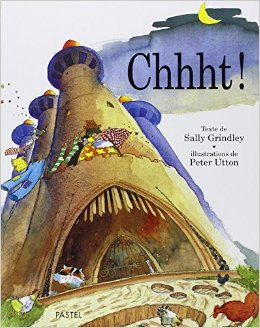 Chhht!
Texte de
Sally Grindley
illustrations de
Peter Utton
PASTEL